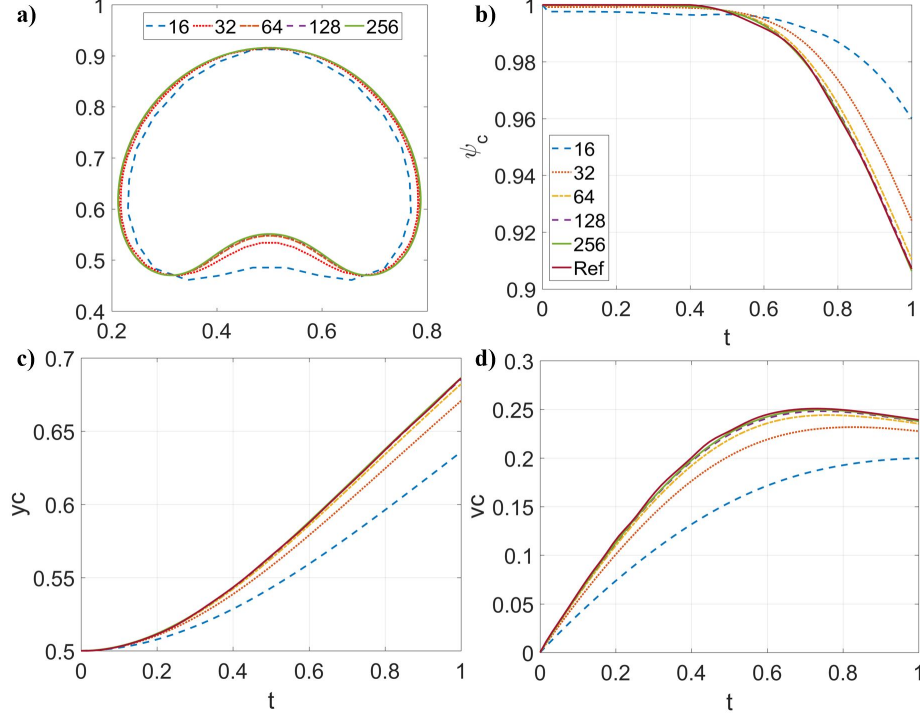 a)
16 32 64 128 256
1
0.9
0.8
0.7
0.6
0.5
0.4
0.2 0.4 0.6 0.8
b)
1
0.98
0.96
0.94
0.92
0.9
ψc
16
32
64
128
256
Ref
0 0.2 0.4 0.6 0.8 1
t
c)
0.7
0.65
0.6
0.55
0.5
yc
0 0.2 0.4 0.6 0.8 1
t
d)
0.3
0.25
0.2
0.15
0.1
0.05
0
vc
0 0.2 0.4 0.6 0.8 1
t